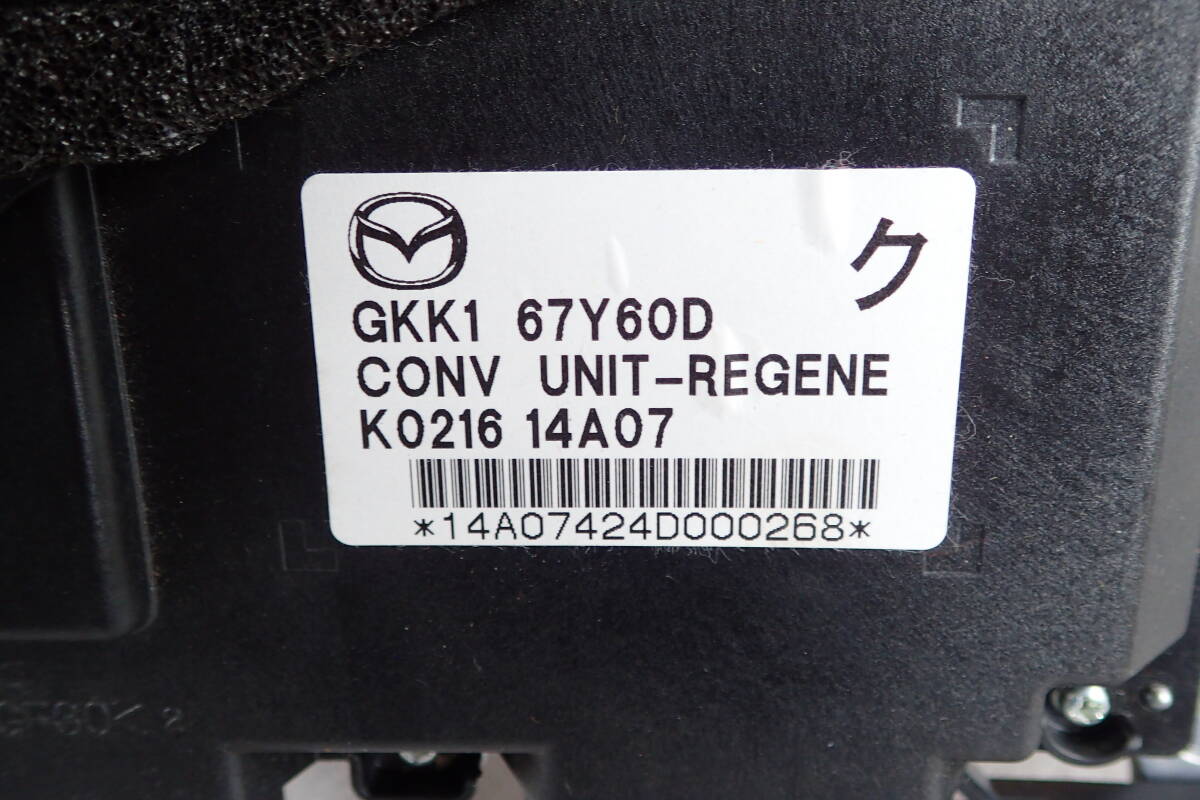 ク
GKK1 67Y60D
CONV UNIT-REGENE
K0216 14A07
*14A07424D000268*